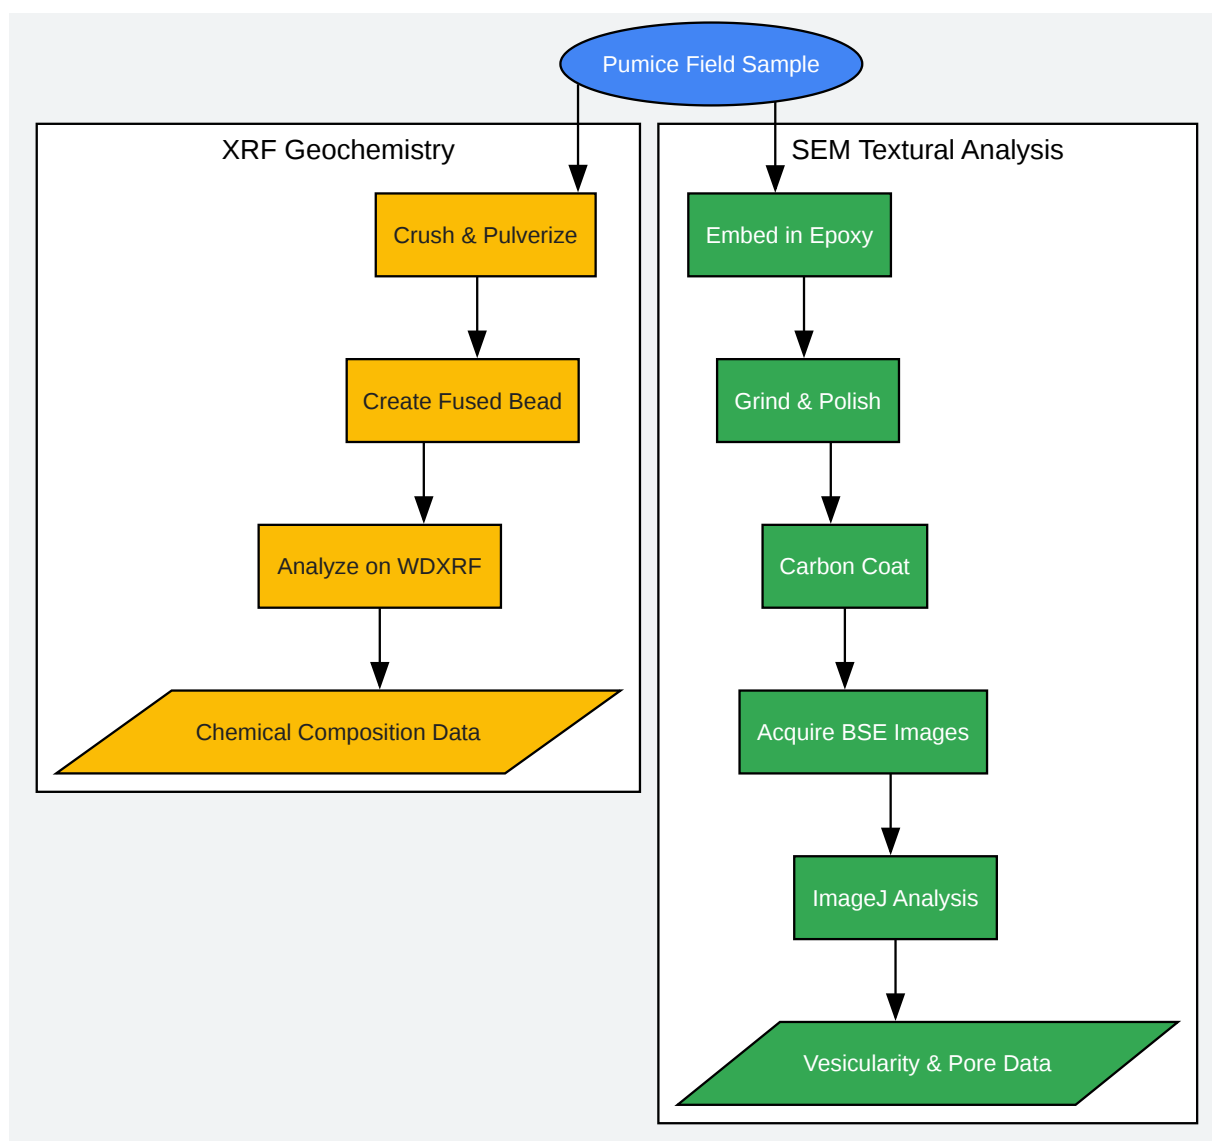 Pumice Field Sample
XRF Geochemistry
Crush & Pulverize
Create Fused Bead
Analyze on WDXRF
Chemical Composition Data
SEM Textural Analysis
Embed in Epoxy
Grind & Polish
Carbon Coat
Acquire BSE Images
ImageJ Analysis
Vesicularity & Pore Data